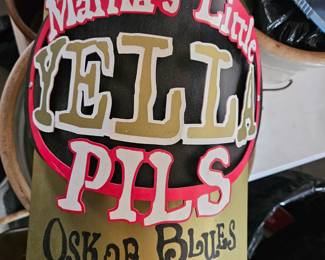 Mama's Little
YELLA
PILS
OSKAR BLUES